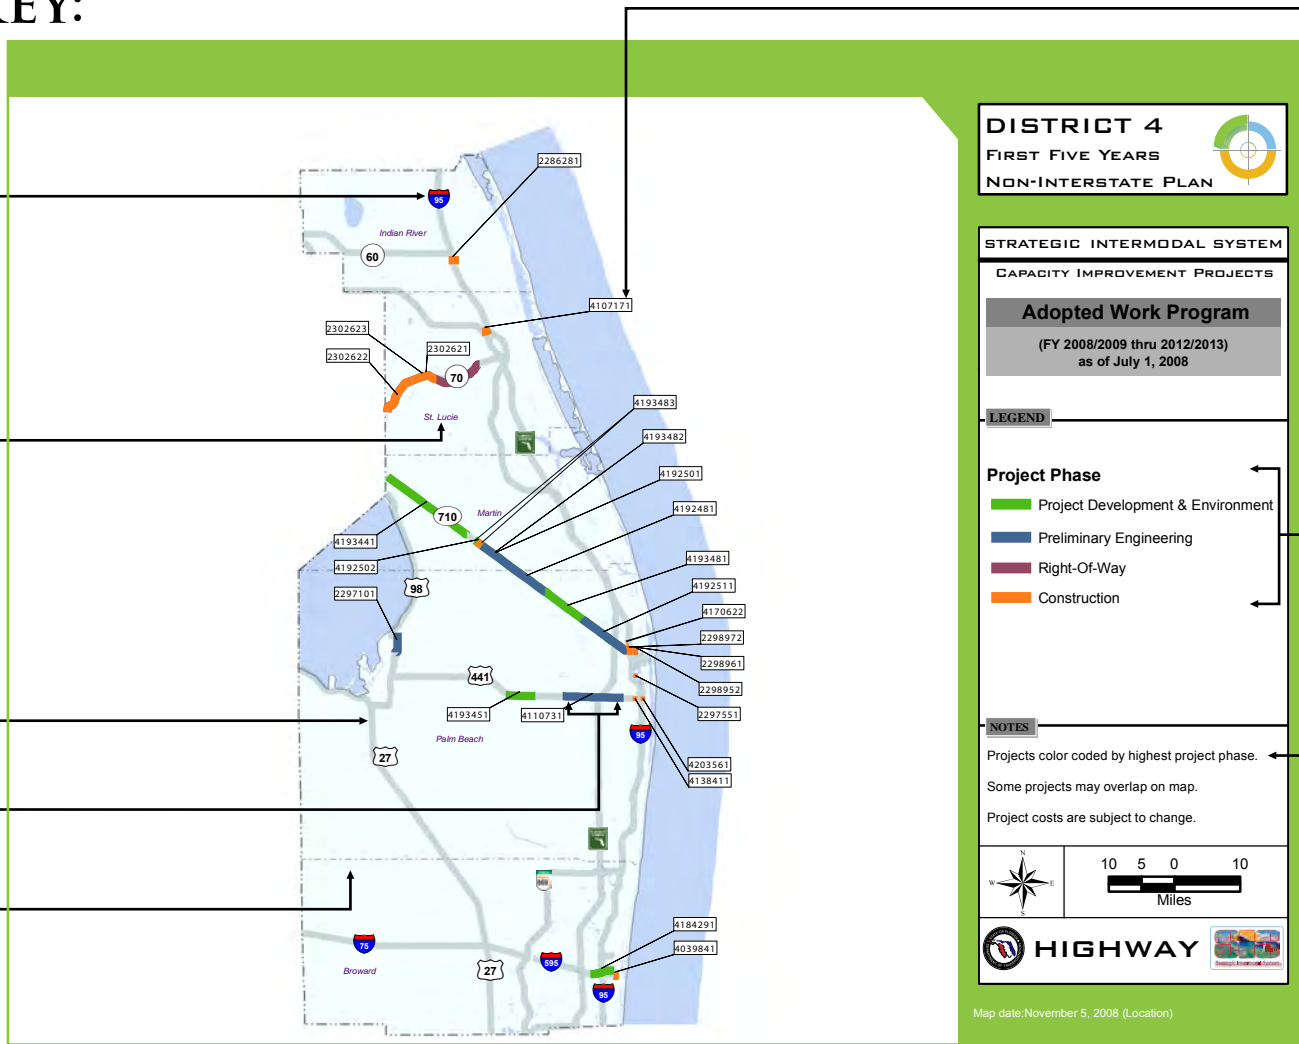 KEY:
DISTRICT 4
FIRST FIVE YEARS
NON-INTERSTATE PLAN
STRATEGIC INTERMODAL SYSTEM
CAPACITY IMPROVEMENT PROJECTS
Adopted Work Program
(FY 2008/2009 thru 2012/2013)
as of July 1, 2008
LEGEND
Project Phase
Project Development & Environment
Preliminary Engineering
Right-Of-Way
Construction
NOTES
Projects color coded by highest project phase.
Some projects may overlap on map.
Project costs are subject to change.
N
W E
S
10 5 0 10
Miles
HIGHWAY
SIS
Strategic Intermodal System
Map date:November 5, 2008 (Location)
2286281
95
Indian River
60
4107171
2302623
2302621
2302622
70
St. Lucie
4193483
4193482
4192501
4192481
710
Martin
4193441
4192502
4193481
98
4192511
2297101
4170622
2298972
2298961
441
2298952
4193451
4110731
2297551
Palm Beach
95
27
4203561
4138411
869
4184291
75
4039841
595
Broward
27
95